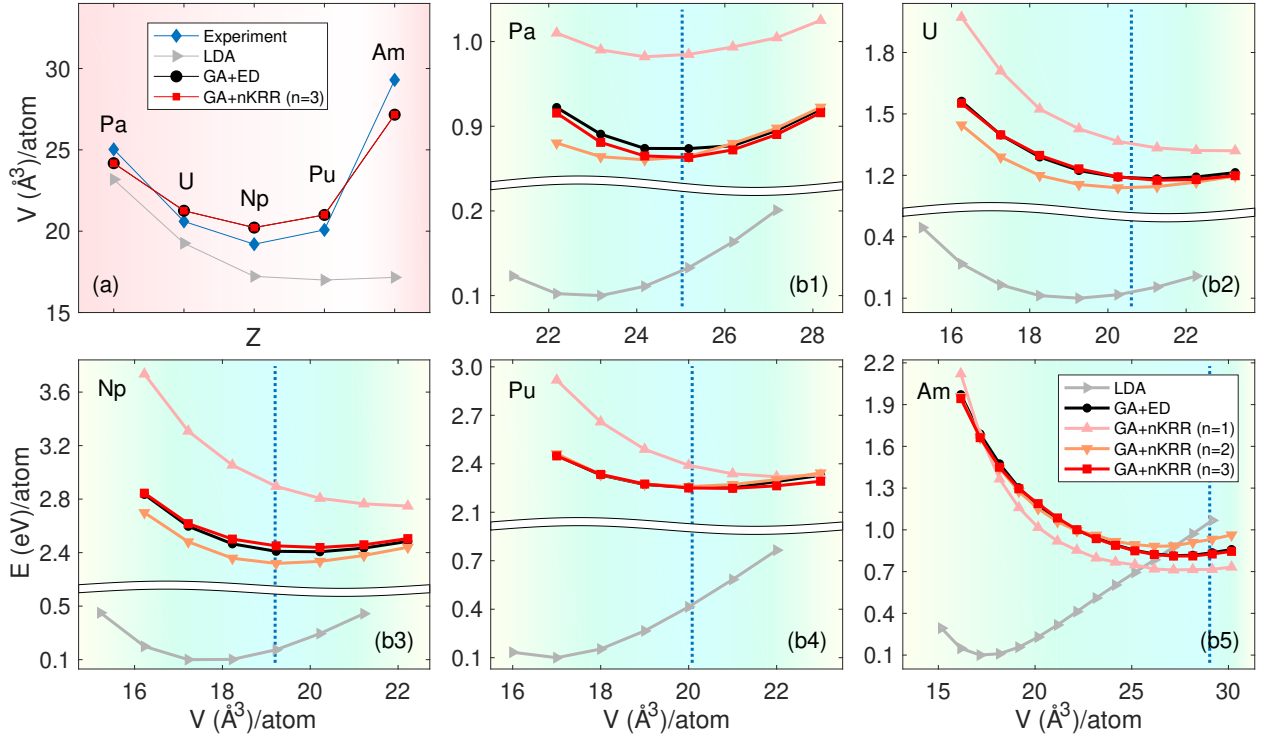 V (Å³)/atom
30
25
20
15
Experiment
LDA
GA+ED
GA+nKRR (n=3)
Pa
U
Np
Pu
Am
(a)
Z
Pa
1.0
0.9
0.2
0.1
(b1)
22 24 26 28
U
1.8
1.5
1.2
0.4
0.1
(b2)
16 18 20 22
E (eV)/atom
Np
3.6
3.2
2.8
2.4
0.5
0.1
(b3)
16 18 20 22
V (Å³)/atom
Pu
3.0
2.7
2.4
2.1
0.7
0.4
0.1
(b4)
16 18 20 22 24
V (Å³)/atom
Am
2.2
1.9
1.6
1.3
1.0
0.7
0.4
0.1
LDA
GA+ED
GA+nKRR (n=1)
GA+nKRR (n=2)
GA+nKRR (n=3)
(b5)
15 20 25 30
V (Å³)/atom